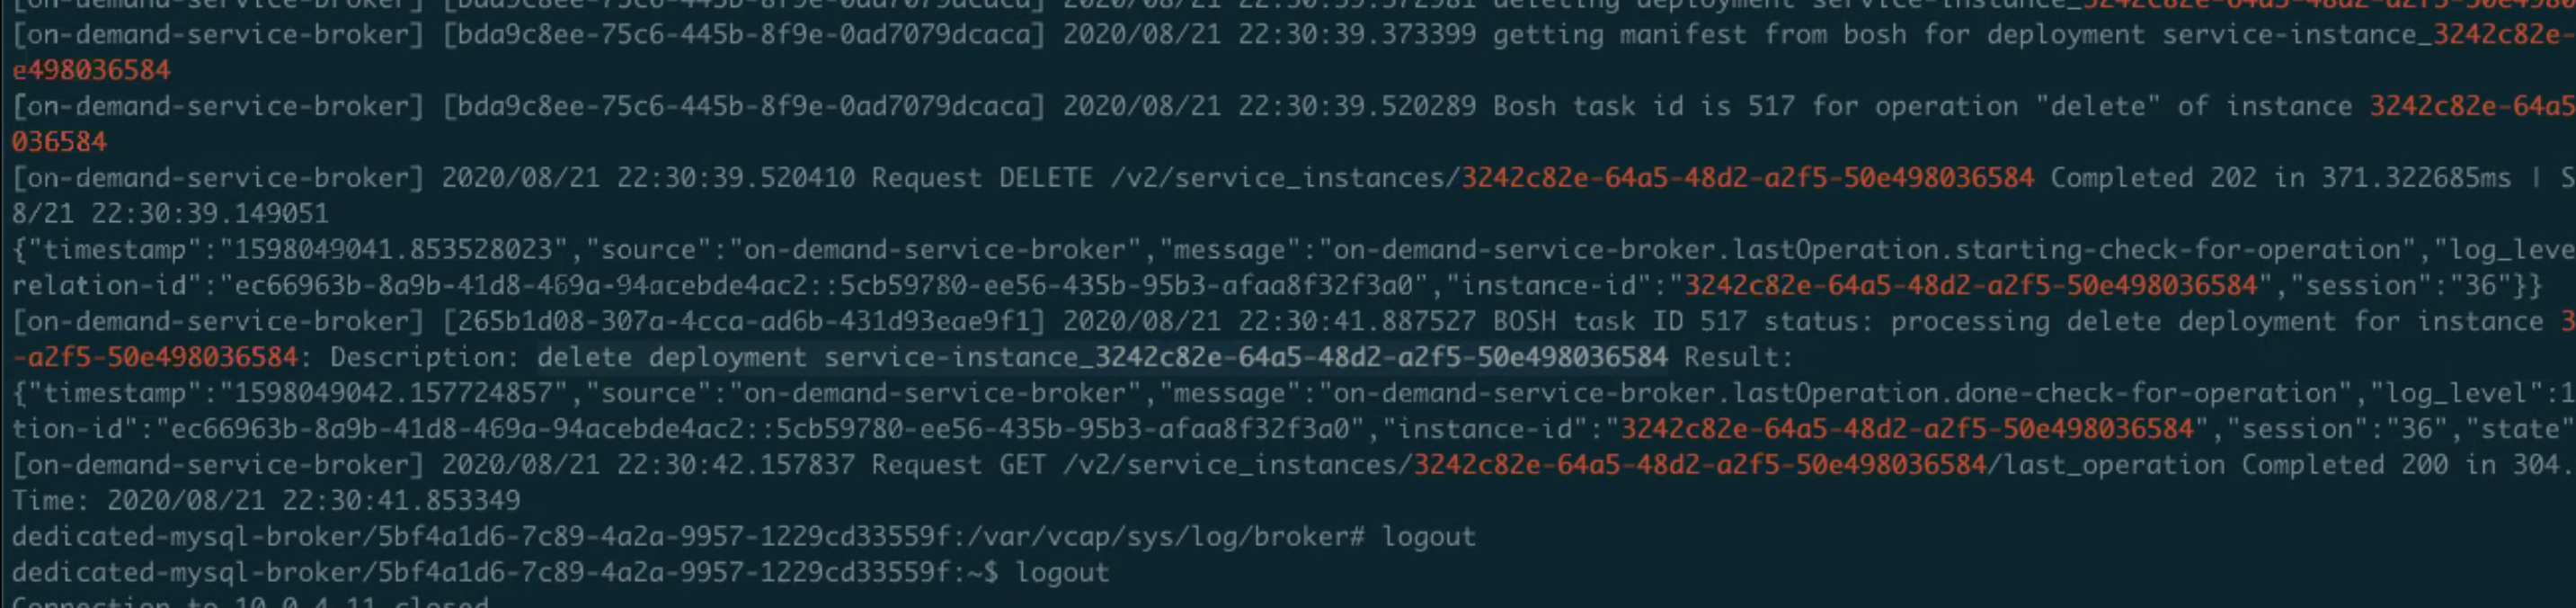 [on-demand-service-broker] [bda9c8ee-75c6-445b-8f9e-0ad7079dcaca] 2020/08/21 22:30:39.372981 deleting deployment service-instance_3242c82e-64a5-48d2-a2f5-50e4980
[on-demand-service-broker] [bda9c8ee-75c6-445b-8f9e-0ad7079dcaca] 2020/08/21 22:30:39.373399 getting manifest from bosh for deployment service-instance_3242c82e-
e498036584
[on-demand-service-broker] [bda9c8ee-75c6-445b-8f9e-0ad7079dcaca] 2020/08/21 22:30:39.520289 Bosh task id is 517 for operation "delete" of instance 3242c82e-64a5
036584
[on-demand-service-broker] 2020/08/21 22:30:39.520410 Request DELETE /v2/service_instances/3242c82e-64a5-48d2-a2f5-50e498036584 Completed 202 in 371.322685ms | S
8/21 22:30:39.149051
{"timestamp":"1598049041.853528023","source":"on-demand-service-broker","message":"on-demand-service-broker.lastOperation.starting-check-for-operation","log_leve
relation-id":"ec66963b-8a9b-41d8-469a-94acebde4ac2::5cb59780-ee56-435b-95b3-afaa8f32f3a0","instance-id":"3242c82e-64a5-48d2-a2f5-50e498036584","session":"36"}}
[on-demand-service-broker] [265b1d08-307a-4cca-ad6b-431d93eae9f1] 2020/08/21 22:30:41.887527 BOSH task ID 517 status: processing delete deployment for instance 3
-a2f5-50e498036584: Description: delete deployment service-instance_3242c82e-64a5-48d2-a2f5-50e498036584 Result:
{"timestamp":"1598049042.157724857","source":"on-demand-service-broker","message":"on-demand-service-broker.lastOperation.done-check-for-operation","log_level":1
tion-id":"ec66963b-8a9b-41d8-469a-94acebde4ac2::5cb59780-ee56-435b-95b3-afaa8f32f3a0","instance-id":"3242c82e-64a5-48d2-a2f5-50e498036584","session":"36","state"
[on-demand-service-broker] 2020/08/21 22:30:42.157837 Request GET /v2/service_instances/3242c82e-64a5-48d2-a2f5-50e498036584/last_operation Completed 200 in 304.
Time: 2020/08/21 22:30:41.853349
dedicated-mysql-broker/5bf4a1d6-7c89-4a2a-9957-1229cd33559f:/var/vcap/sys/log/broker# logout
dedicated-mysql-broker/5bf4a1d6-7c89-4a2a-9957-1229cd33559f:~$ logout
Connection to 10.0.4.11 closed